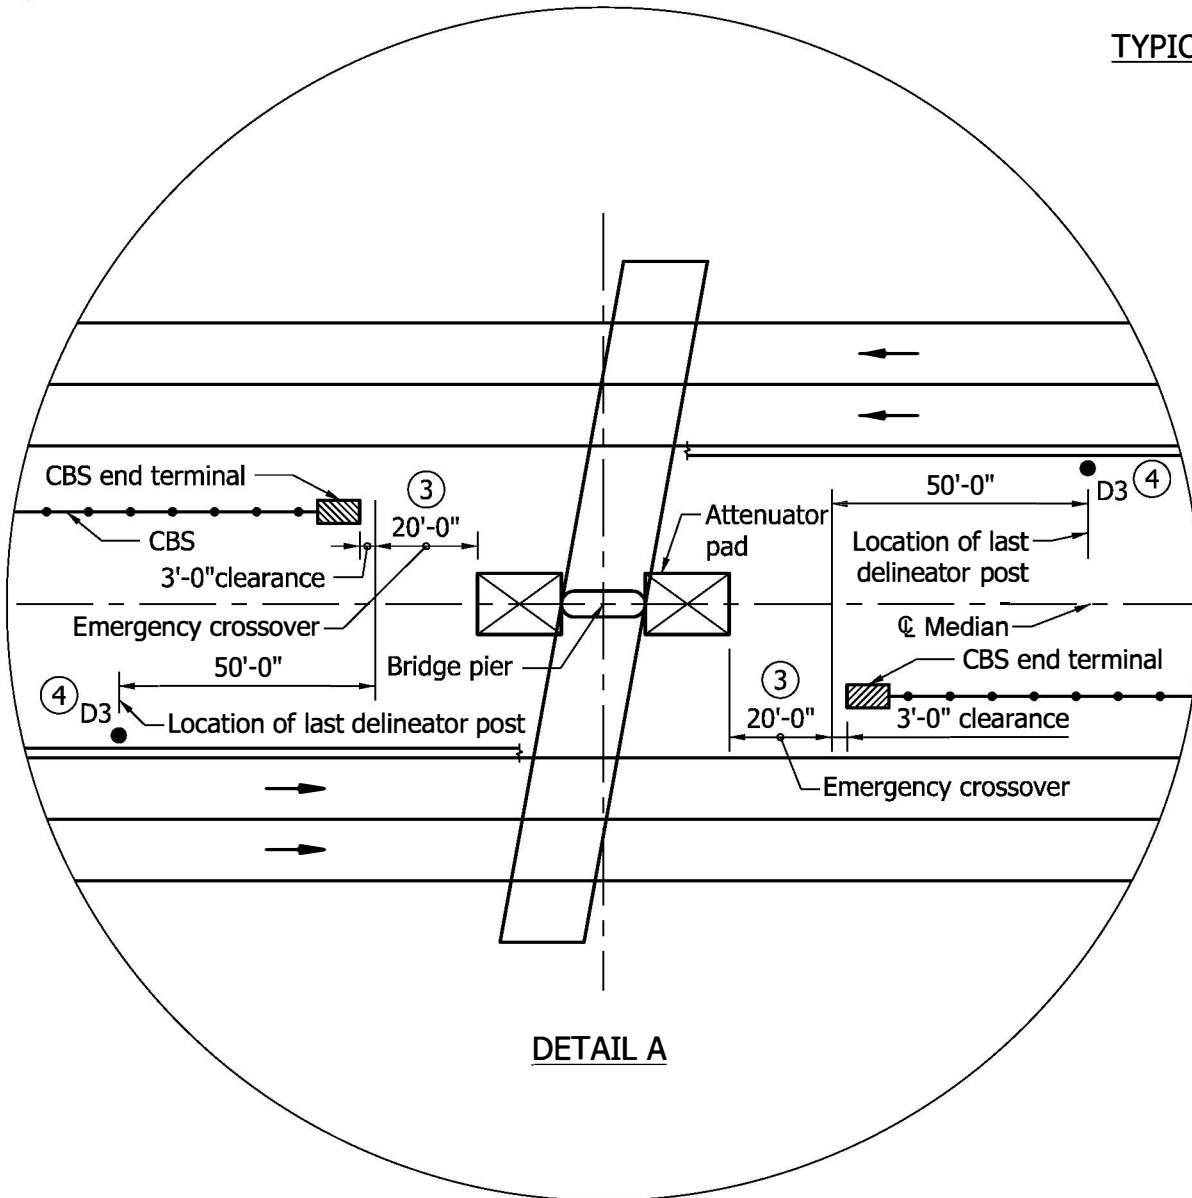 TYPIC
CBS end terminal
CBS
3'-0"clearance
3
20'-0"
Emergency crossover
50'-0"
4
D3
Location of last delineator post
Bridge pier
Attenuator
pad
50'-0"
D3
4
Location of last
delineator post
℄ Median
CBS end terminal
3
20'-0"
3'-0" clearance
Emergency crossover
DETAIL A